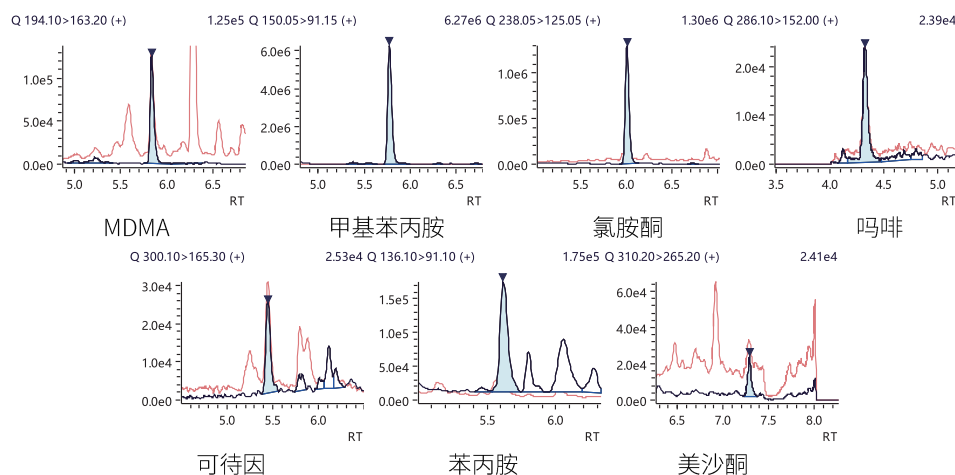 Q 194.10>163.20 (+) 1.25e5 Q 150.05>91.15 (+) 6.27e6 Q 238.05>125.05 (+) 1.30e6 Q 286.10>152.00 (+) 2.39e4
1.0e5 5.0e4 0.0e0 6.0e6 4.0e6 2.0e6 0.0e0 1.0e6 5.0e5 0.0e0 2.0e4 1.0e4 0.0e0
5.0 5.5 6.0 6.5 5.0 5.5 6.0 6.5 5.5 6.0 6.5 7.0 3.5 4.0 4.5 5.0
RT RT RT RT
MDMA 甲基苯丙胺 氯胺酮 吗啡
Q 300.10>165.30 (+) 2.53e4 Q 136.10>91.10 (+) 1.75e5 Q 310.20>265.20 (+) 2.41e4
3.0e4 2.0e4 1.0e4 0.0e0 1.5e5 1.0e5 5.0e4 0.0e0 6.0e4 4.0e4 2.0e4 0.0e0
5.0 5.5 6.0 5.5 6.0 6.5 7.0 7.5 8.0
RT RT RT
可待因 苯丙胺 美沙酮